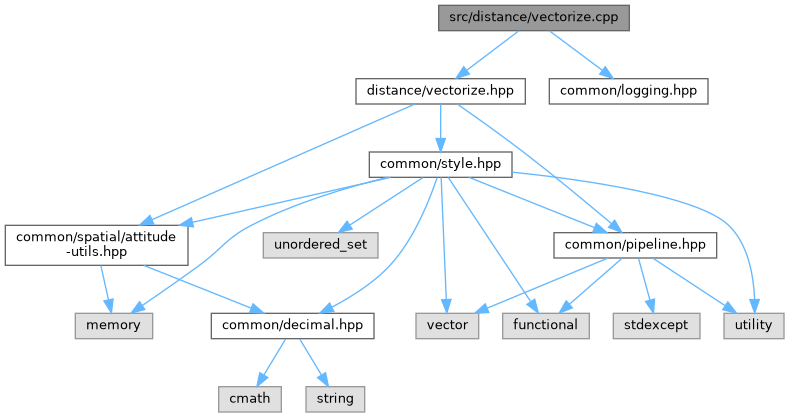 src/distance/vectorize.cpp
distance/vectorize.hpp
common/logging.hpp
common/style.hpp
common/spatial/attitude
-utils.hpp
unordered_set
common/pipeline.hpp
memory
common/decimal.hpp
vector
functional
stdexcept
utility
cmath
string